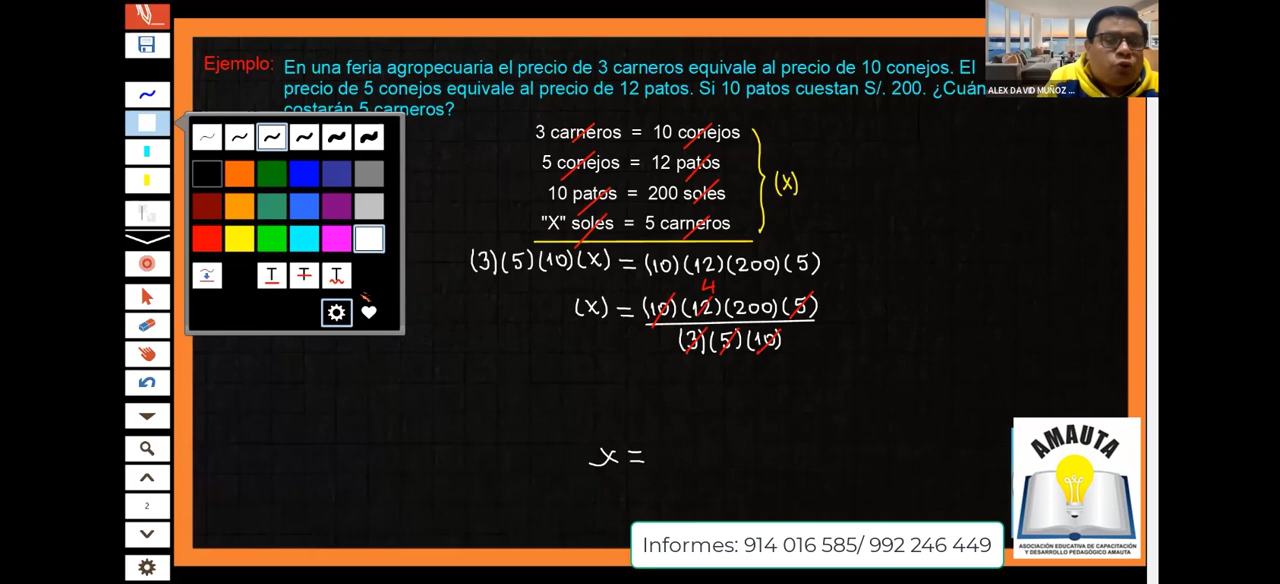 Ejemplo: En una feria agropecuaria el precio de 3 carneros equivale al precio de 10 conejos. El
precio de 5 conejos equivale al precio de 12 patos. Si 10 patos cuestan S/. 200. ¿Cuán
costarán 5 carneros?
ALEX DAVID MUÑOZ ...
3 carneros = 10 conejos
5 conejos = 12 patos
10 patos = 200 soles
"X" soles = 5 carneros
(X)
(3)(5)(10)(X) = (10)(12)(200)(5)
4
(X) = (10)(12)(200)(5)
(3)(5)(10)
x =
T T T
2
AMAUTA
ASOCIACIÓN EDUCATIVA DE CAPACITACIÓN
Y DESARROLLO PEDAGÓGICO AMAUTA
Informes: 914 016 585/ 992 246 449